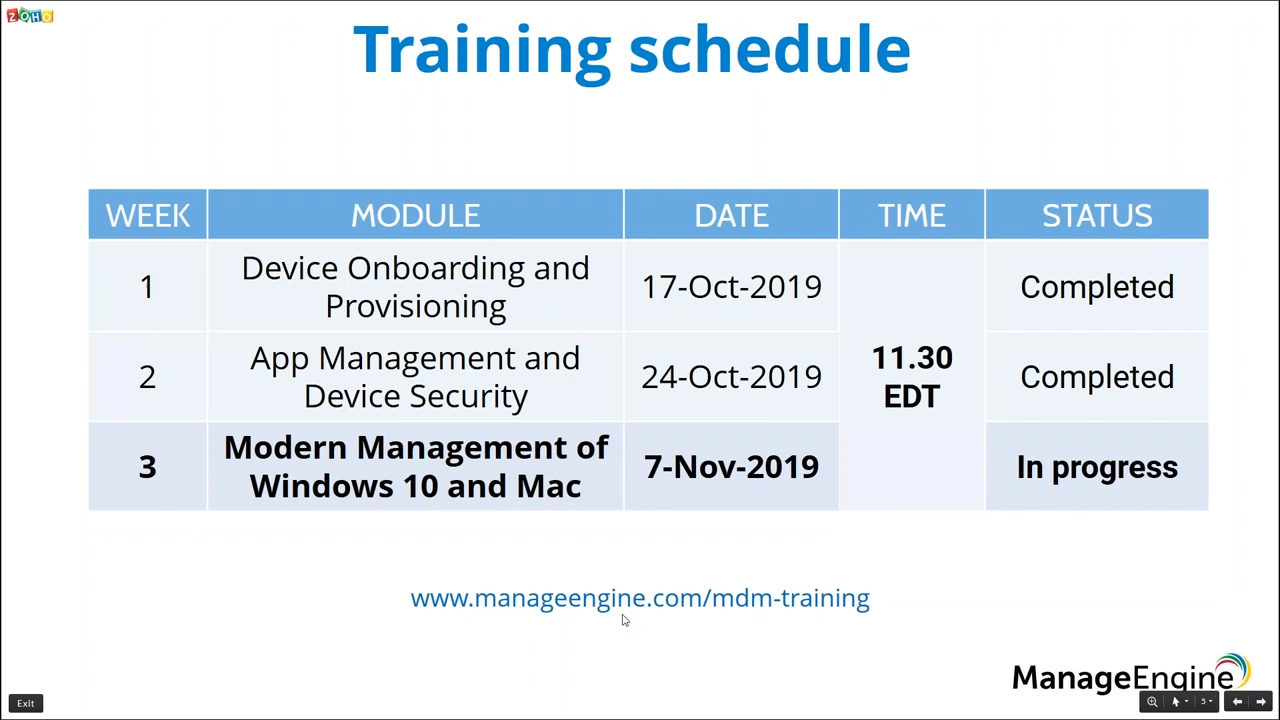 ZOHO
Training schedule
WEEK MODULE DATE TIME STATUS
1 Device Onboarding and Provisioning 17-Oct-2019 Completed
2 App Management and Device Security 24-Oct-2019 Completed
11.30 EDT
3 Modern Management of Windows 10 and Mac 7-Nov-2019 In progress
www.manageengine.com/mdm-training
ManageEngine
Exit
5